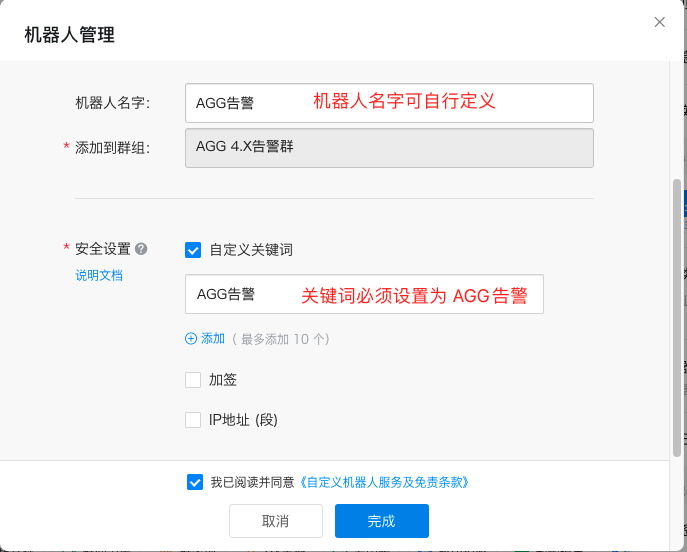 机器人管理
机器人名字: AGG告警 机器人名字可自行定义
* 添加到群组: AGG 4.X告警群
* 安全设置 ? 自定义关键词
说明文档
AGG告警 关键词必须设置为 AGG告警
添加 ( 最多添加 10 个)
加签
IP地址 (段)
我已阅读并同意《自定义机器人服务及免责条款》
取消 完成